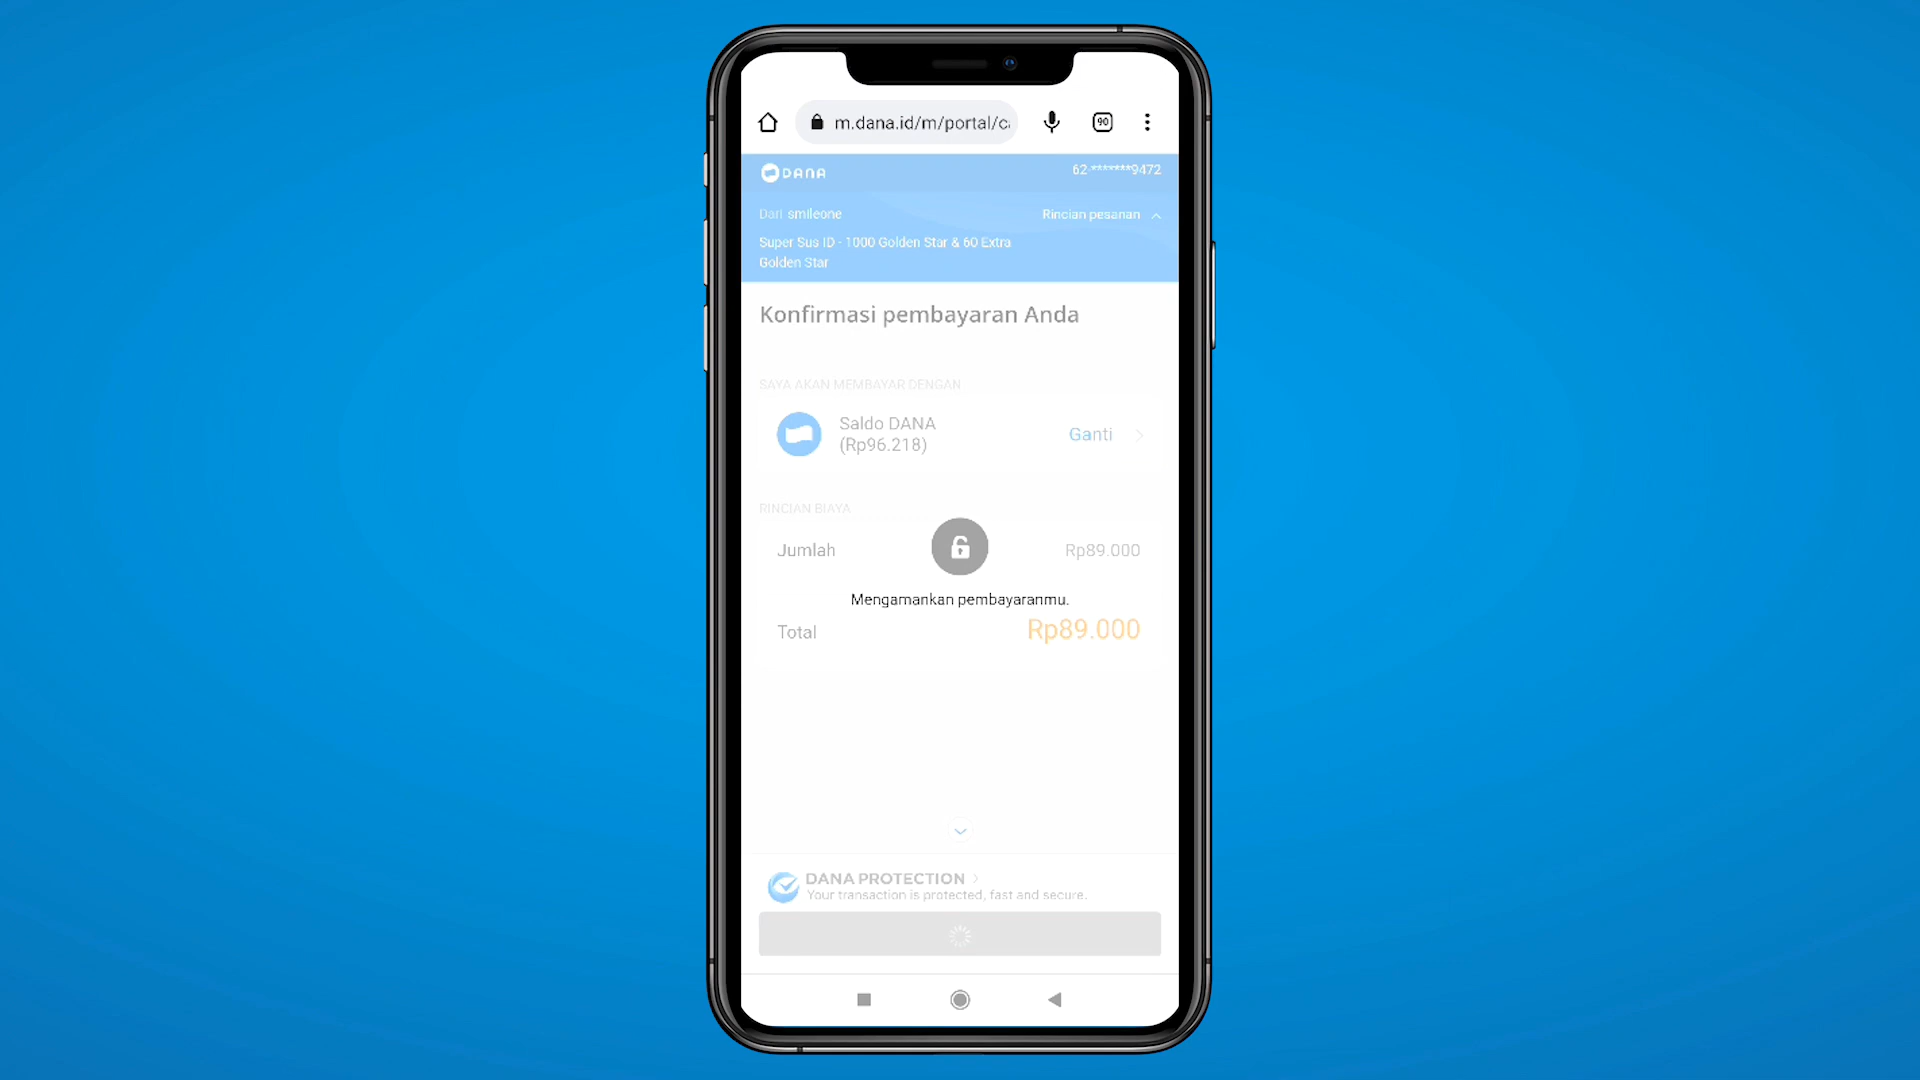 m.dana.id/m/portal/c
90
DANA
62-*******9472
Dari smileone
Rincian pesanan
Super Sus ID - 1000 Golden Star & 60 Extra
Golden Star
Konfirmasi pembayaran Anda
SAYA AKAN MEMBAYAR DENGAN
Saldo DANA
(Rp96.218)
Ganti
RINCIAN BIAYA
Jumlah
Rp89.000
Mengamankan pembayaranmu.
Total
Rp89.000
DANA PROTECTION
Your transaction is protected, fast and secure.